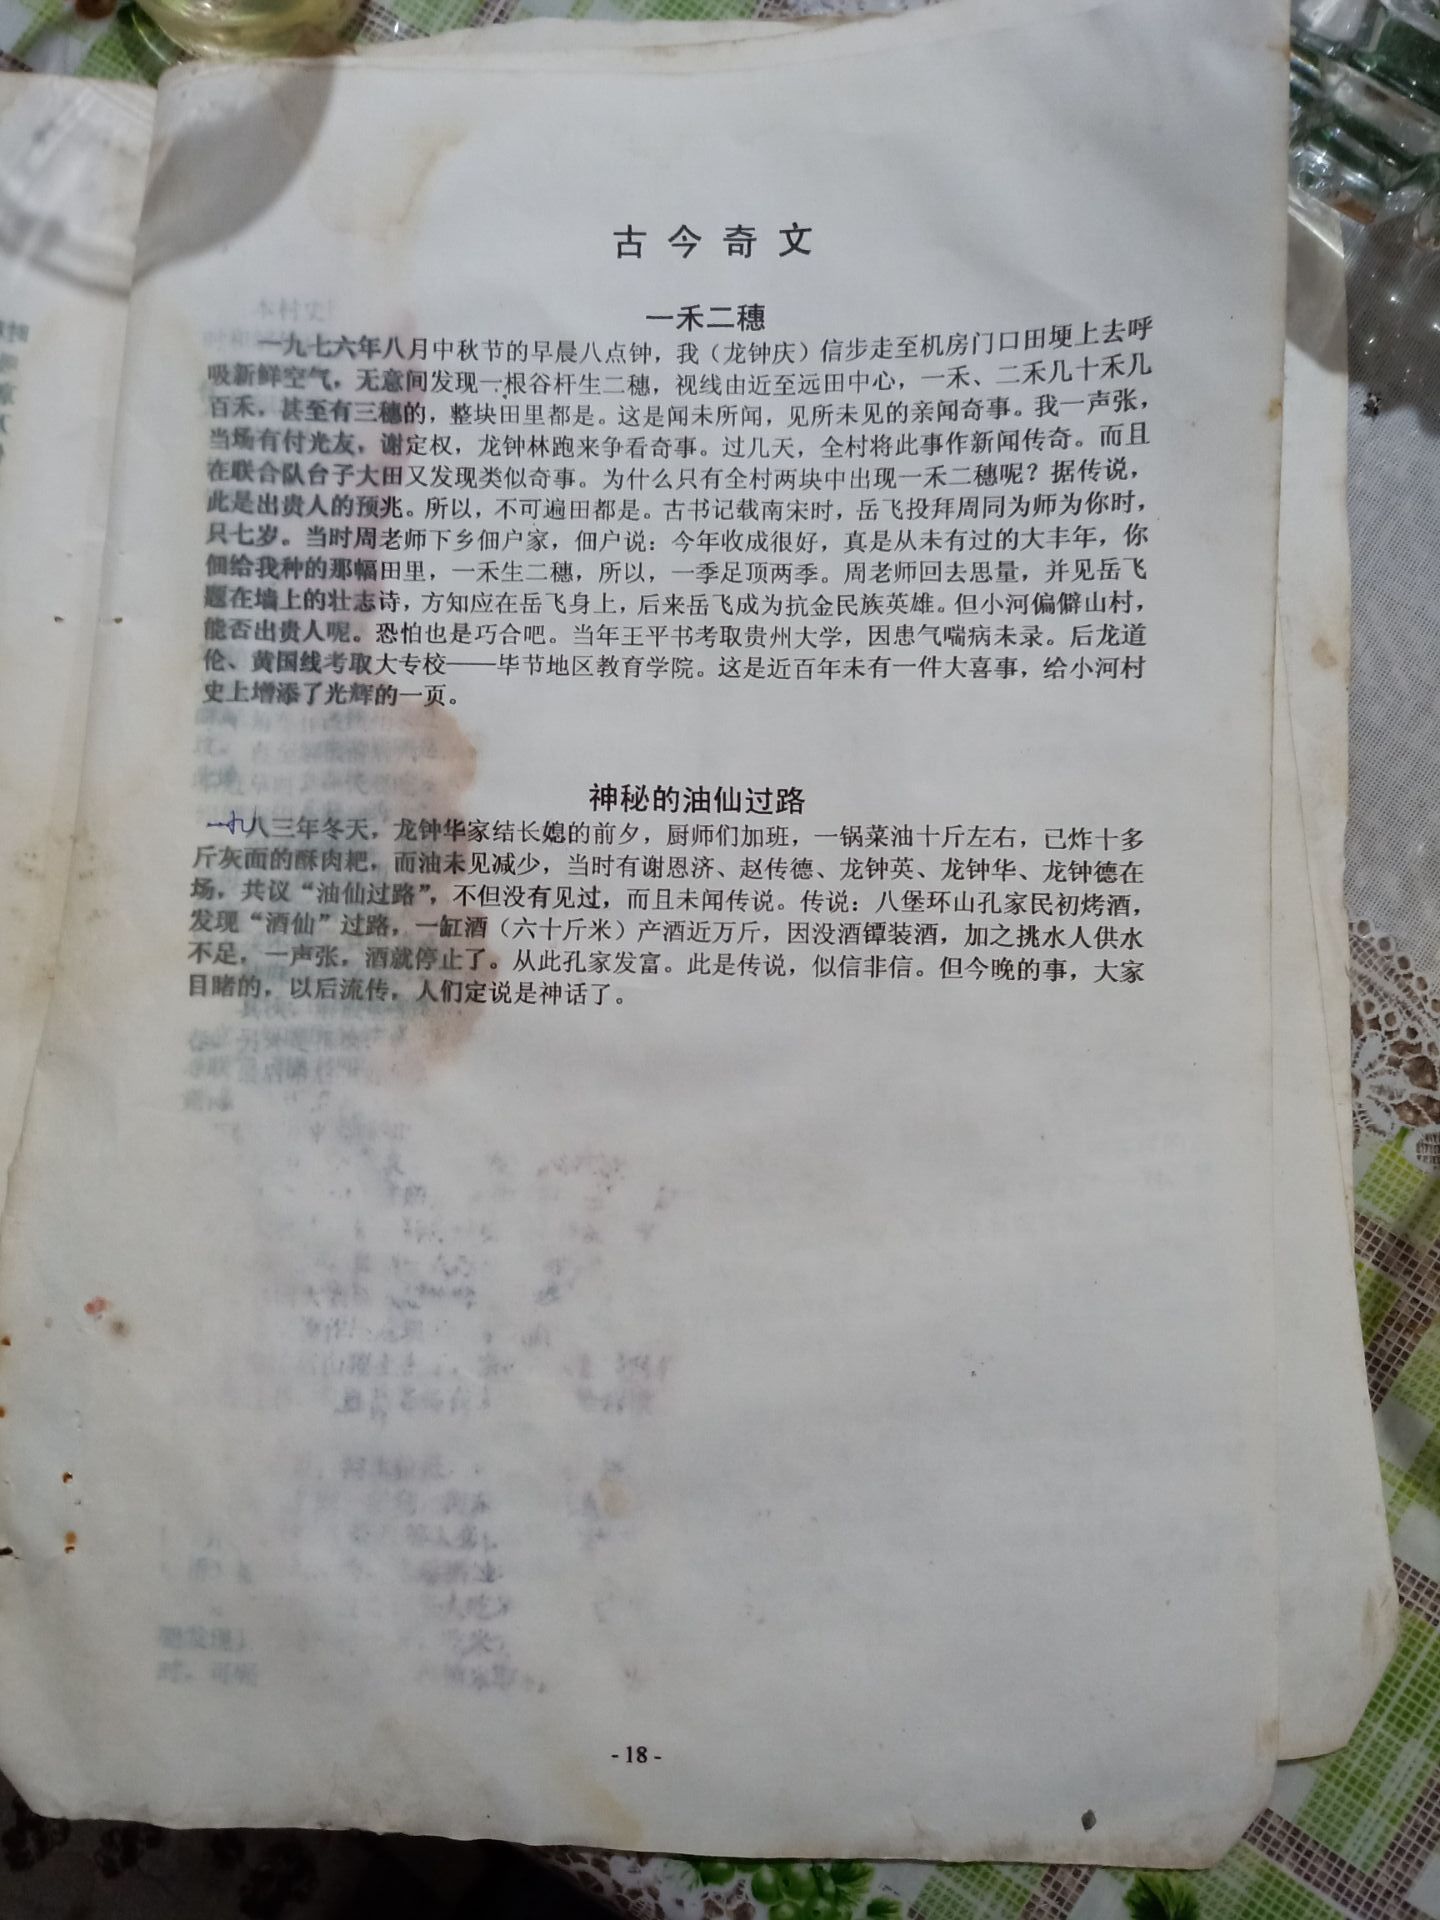 古今奇文
一禾二穗
一九七六年八月中秋节的早晨八点钟，我（龙钟庆）信步走至机房门口田埂上去呼
吸新鲜空气，无意间发现一根谷杆生二穗，视线由近至远田中心，一禾、二禾几十禾几
百禾，甚至有三穗的，整块田里都是。这是闻未所闻，见所未见的亲闻奇事。我一声张，
当场有付光友，谢定权，龙钟林跑来争看奇事。过几天，全村将此事作新闻传奇。而且
在联合队台子大田又发现类似奇事。为什么只有全村两块中出现一禾二穗呢？据传说，
此是出贵人的预兆。所以，不可遍田都是。古书记载南宋时，岳飞投拜周同为师为你时，
只七岁。当时周老师下乡佃户家，佃户说：今年收成很好，真是从未有过的大丰年，你
佃给我种的那幅田里，一禾生二穗，所以，一季足顶两季。周老师回去思量，并见岳飞
题在墙上的壮志诗，方知应在岳飞身上，后来岳飞成为抗金民族英雄。但小河偏僻山村，
能否出贵人呢。恐怕也是巧合吧。当年王平书考取贵州大学，因患气喘病未录。后龙道
伦、黄国线考取大专校——毕节地区教育学院。这是近百年未有一件大喜事，给小河村
史上增添了光辉的一页。
神秘的油仙过路
一九八三年冬天，龙钟华家结长媳的前夕，厨师们加班，一锅菜油十斤左右，已炸十多
斤灰面的酥肉粑，而油未见减少，当时有谢恩济、赵传德、龙钟英、龙钟华、龙钟德在
场，共议“油仙过路”，不但没有见过，而且未闻传说。传说：八堡环山孔家民初烤酒，
发现“酒仙”过路，一缸酒（六十斤米）产酒近万斤，因没酒镡装酒，加之挑水人供水
不足，一声张，酒就停止了。从此孔家发富。此是传说，似信非信。但今晚的事，大家
目睹的，以后流传，人们定说是神话了。
- 18 -